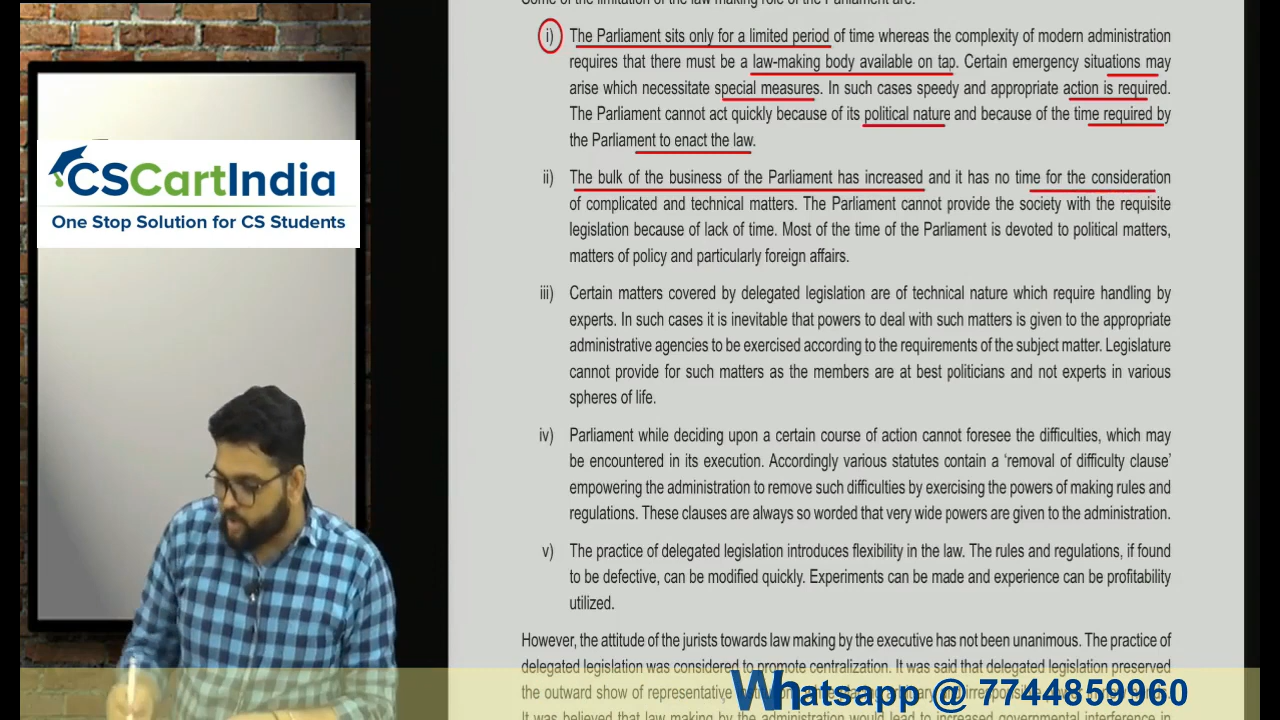 Some of the limitation of the law making role of the Parliament are:
i) The Parliament sits only for a limited period of time whereas the complexity of modern administration
requires that there must be a law-making body available on tap. Certain emergency situations may
arise which necessitate special measures. In such cases speedy and appropriate action is required.
The Parliament cannot act quickly because of its political nature and because of the time required by
the Parliament to enact the law.
ii) The bulk of the business of the Parliament has increased and it has no time for the consideration
of complicated and technical matters. The Parliament cannot provide the society with the requisite
legislation because of lack of time. Most of the time of the Parliament is devoted to political matters,
matters of policy and particularly foreign affairs.
iii) Certain matters covered by delegated legislation are of technical nature which require handling by
experts. In such cases it is inevitable that powers to deal with such matters is given to the appropriate
administrative agencies to be exercised according to the requirements of the subject matter. Legislature
cannot provide for such matters as the members are at best politicians and not experts in various
spheres of life.
iv) Parliament while deciding upon a certain course of action cannot foresee the difficulties, which may
be encountered in its execution. Accordingly various statutes contain a ‘removal of difficulty clause’
empowering the administration to remove such difficulties by exercising the powers of making rules and
regulations. These clauses are always so worded that very wide powers are given to the administration.
v) The practice of delegated legislation introduces flexibility in the law. The rules and regulations, if found
to be defective, can be modified quickly. Experiments can be made and experience can be profitability
utilized.
However, the attitude of the jurists towards law making by the executive has not been unanimous. The practice of
delegated legislation was considered to promote centralization. It was said that delegated legislation preserved
the outward show of representative
It was believed that law making by the administration would lead to increased governmental interference in
CSCartIndia
One Stop Solution for CS Students
Whatsapp @ 7744859960